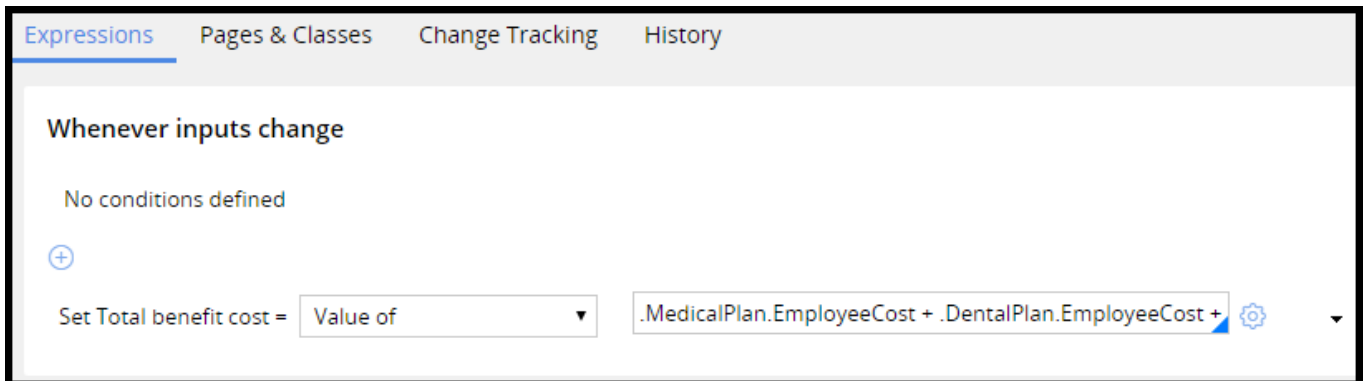 Expressions Pages & Classes Change Tracking History
Whenever inputs change
No conditions defined
Set Total benefit cost = Value of .MedicalPlan.EmployeeCost + .DentalPlan.EmployeeCost +